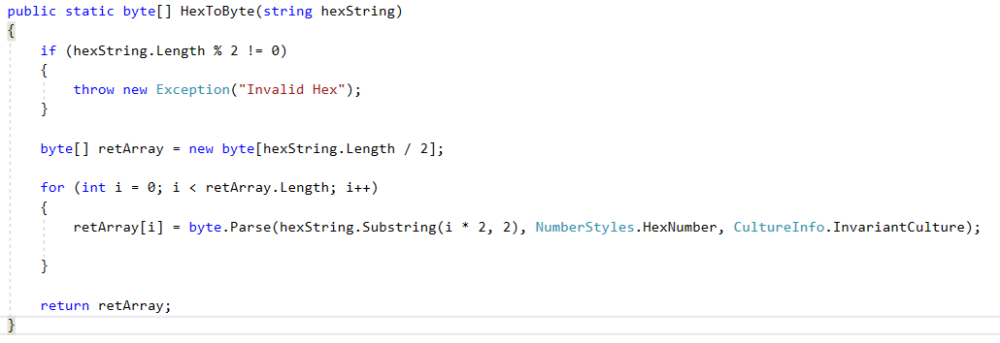 public static byte[] HexToByte(string hexString)
{
    if (hexString.Length % 2 != 0)
    {
        throw new Exception("Invalid Hex");
    }
    byte[] retArray = new byte[hexString.Length / 2];
    for (int i = 0; i < retArray.Length; i++)
    {
        retArray[i] = byte.Parse(hexString.Substring(i * 2, 2), NumberStyles.HexNumber, CultureInfo.InvariantCulture);
    }
    return retArray;
}